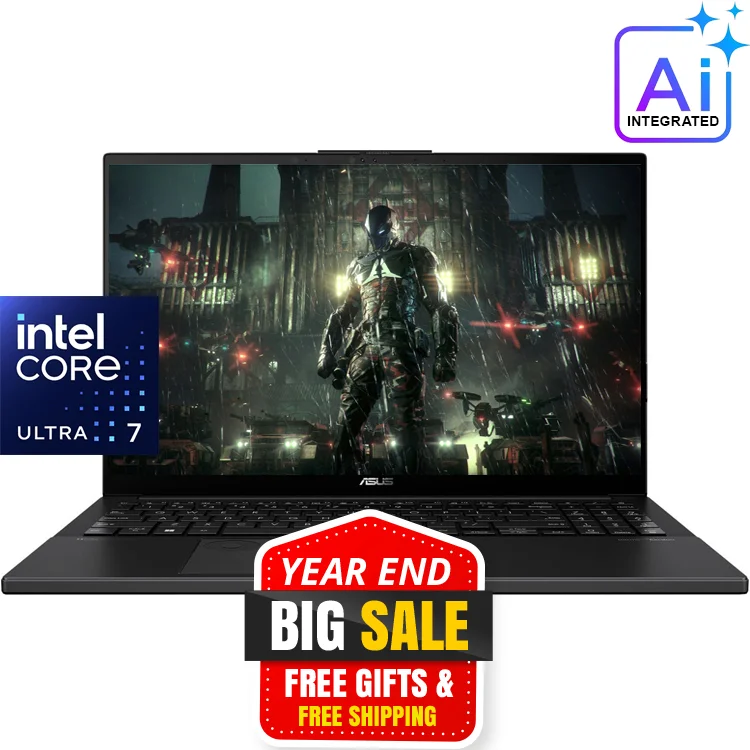 Ai
INTEGRATED
intel
CORE
ULTRA 7
ASUS
YEAR END
BIG SALE
FREE GIFTS &
FREE SHIPPING